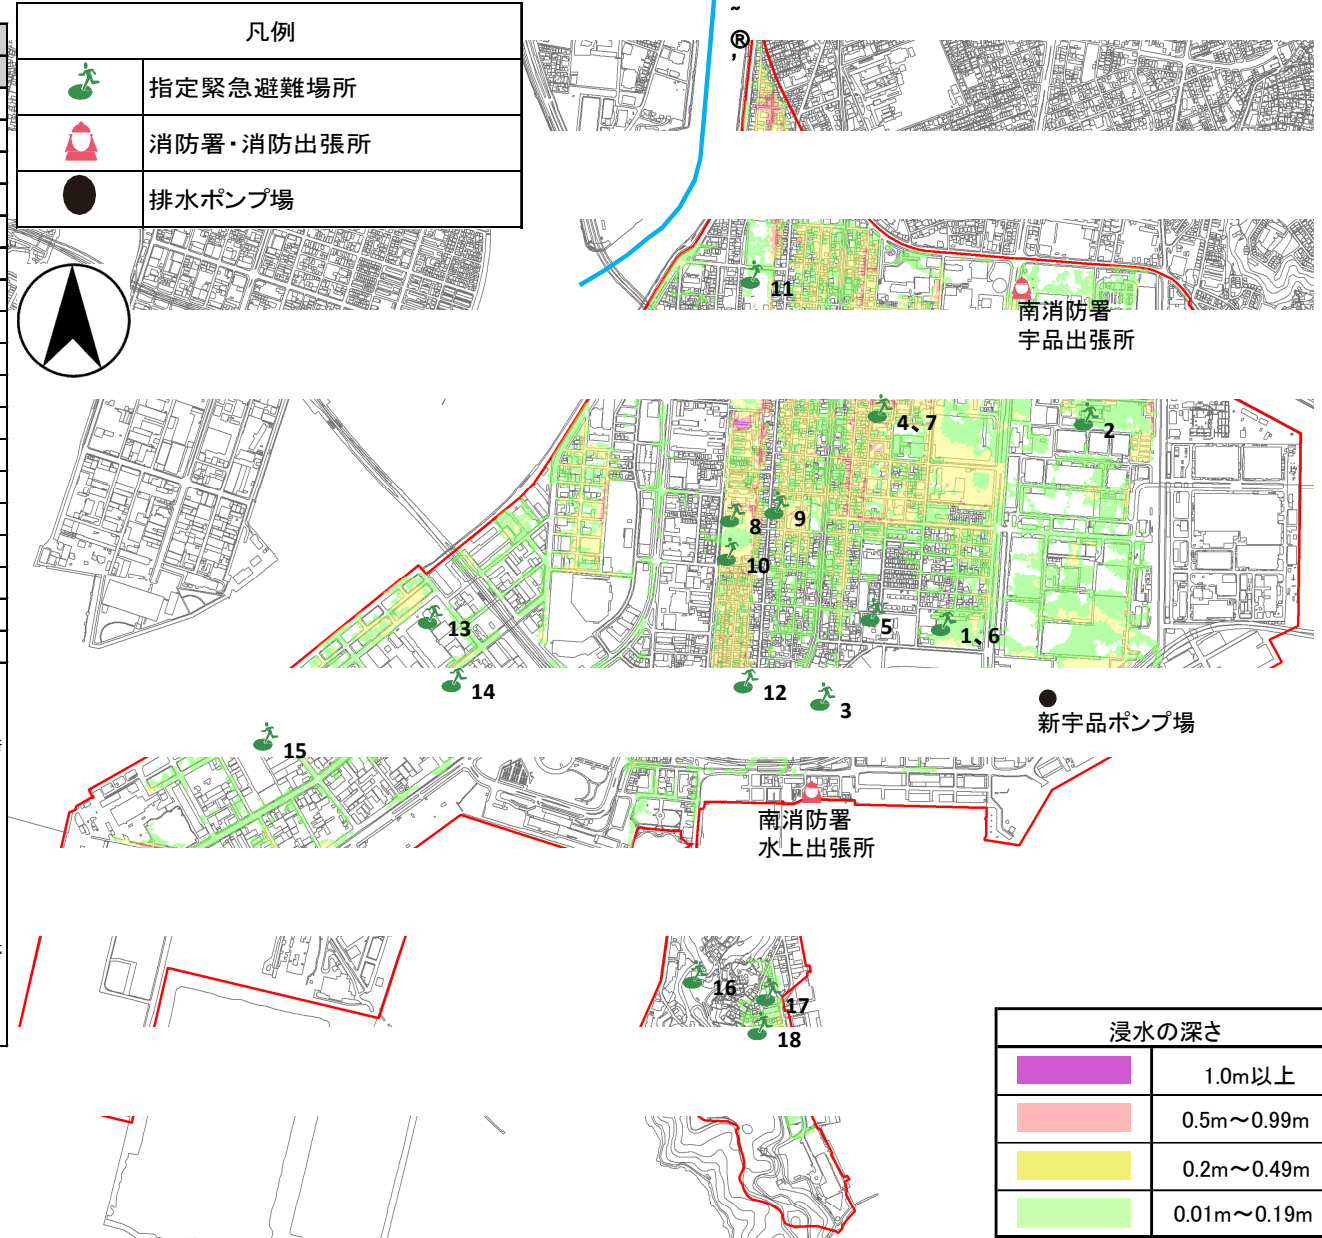 凡例
指定緊急避難場所
消防署・消防出張所
排水ポンプ場
®
11
南消防署
宇品出張所
4、7
2
8
9
10
5
1、6
13
14
12
3
新宇品ポンプ場
15
南消防署
水上出張所
16
17
18
浸水の深さ
1.0m以上
0.5m～0.99m
0.2m～0.49m
0.01m～0.19m